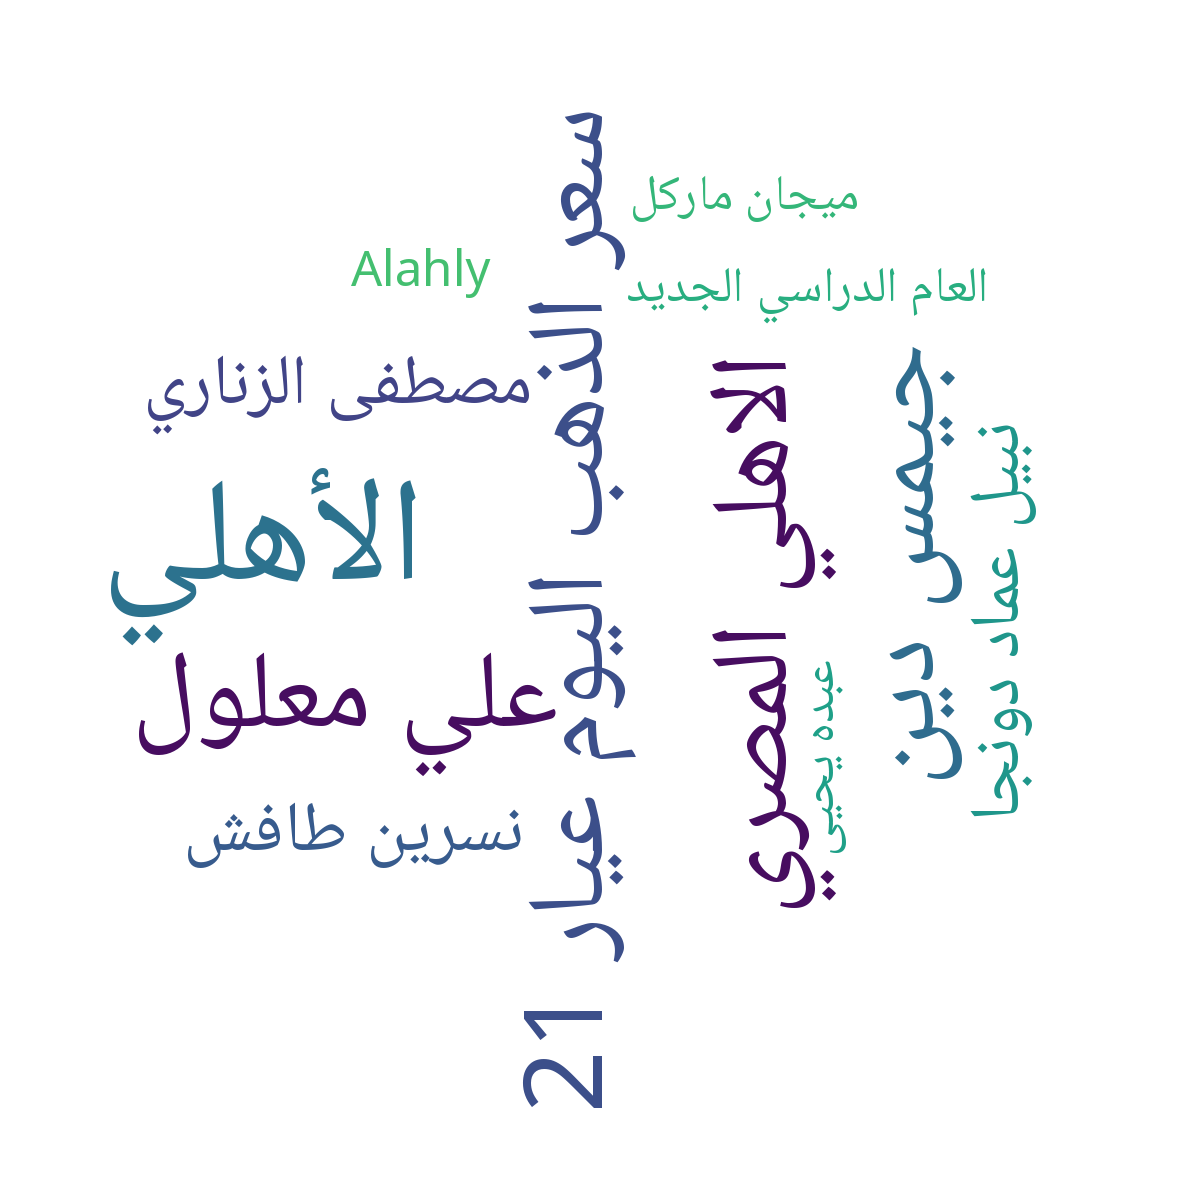 سعر الذهب اليوم عيار 21
ميجان ماركل
Alahly
العام الدراسي الجديد
مصطفى الزناري
الاهلي المصري
جيمس دين
نبيل عماد دونجا
الأهلي
علي معلول
عبده يحيى
نسرين طافش